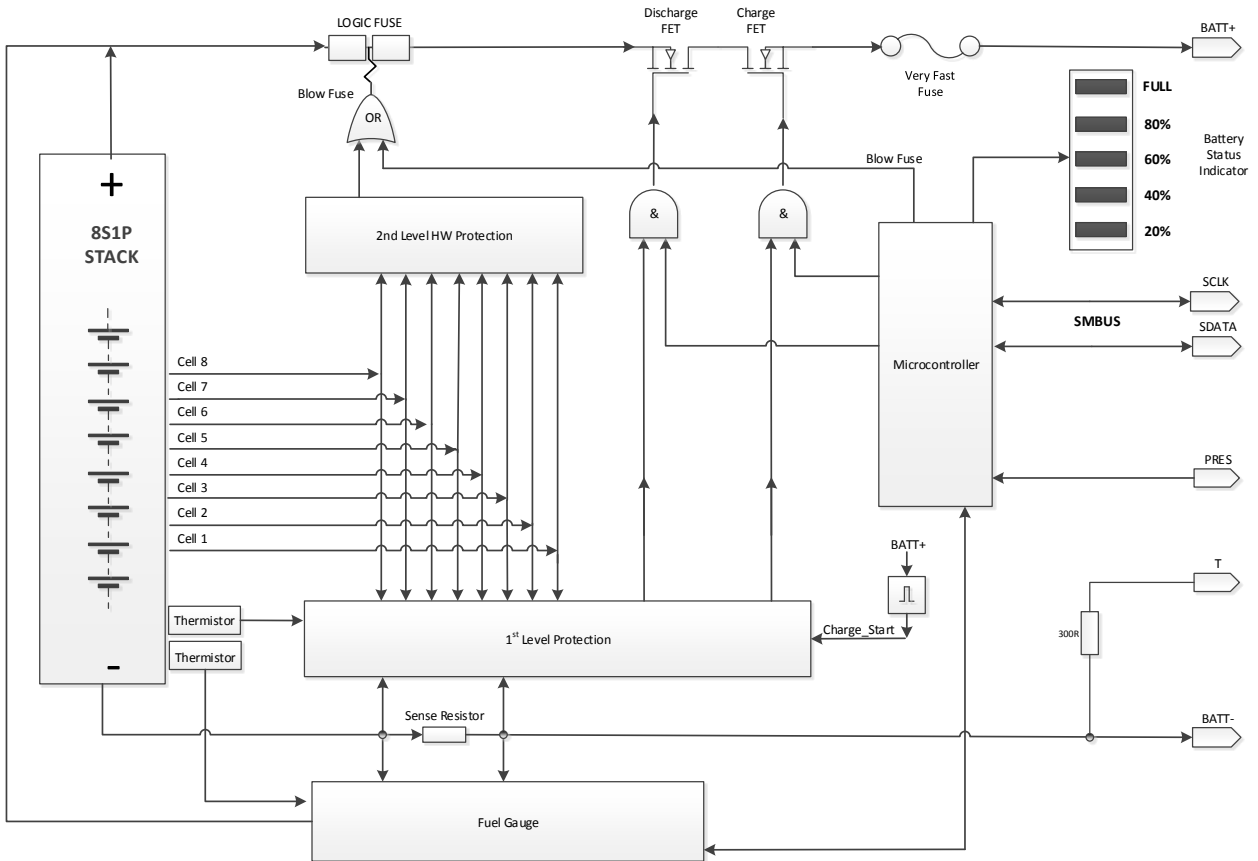 LOGIC FUSE
Discharge
FET
Charge
FET
BATT+
Very Fast
Fuse
Blow Fuse
OR
FULL
80%
60%
40%
20%
Battery
Status
Indicator
Blow Fuse
+
8S1P
STACK
2nd Level HW Protection
&
&
SCLK
SMBUS
SDATA
Microcontroller
Cell 8
Cell 7
Cell 6
Cell 5
Cell 4
Cell 3
Cell 2
Cell 1
PRES
BATT+
T
Thermistor
1st Level Protection
Charge_Start
300R
Thermistor
-
Sense Resistor
BATT-
Fuel Gauge